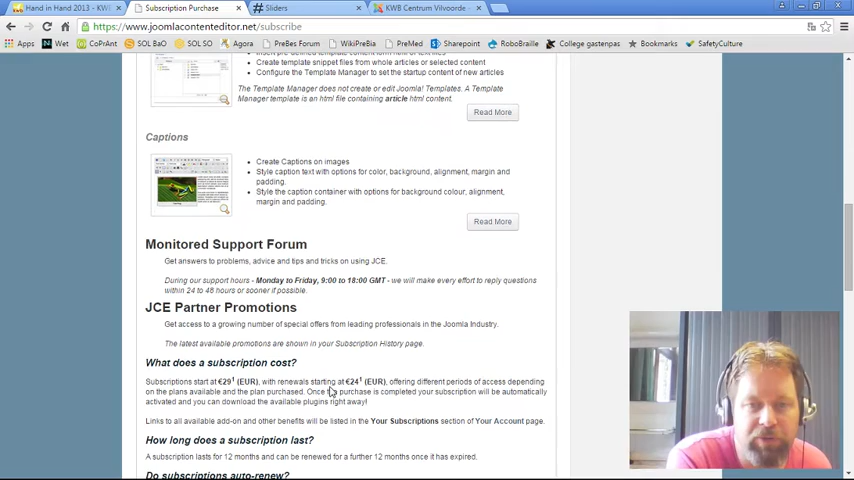 Hand in Hand 2013 - KW
Subscription Purchase
Sliders
KWB Centrum Vilvoorde -
https://www.joomlacontenteditor.net/subscribe
Apps M Wet CoPrAnt SOL BaO SOL SO Agora PreBes Forum WikiPreBia PreMed Sharepoint RoboBraille College gastenpas Bookmarks SafetyCulture
Create template snippet files from whole articles or selected content
Configure the Template Manager to set the startup content of new articles
The Template Manager does not create or edit Joomla! Templates. A Template
Manager template is an html file containing article html content.
Read More
Captions
Create Captions on images
Style caption text with options for color, background, alignment, margin and
padding.
Style the caption container with options for background colour, alignment,
margin and padding.
Read More
Monitored Support Forum
Get answers to problems, advice and tips and tricks on using JCE.
During our support hours - Monday to Friday, 9:00 to 18:00 GMT - we will make every effort to reply questions
within 24 to 48 hours or sooner if possible.
JCE Partner Promotions
Get access to a growing number of special offers from leading professionals in the Joomla Industry.
The latest available promotions are shown in your Subscription History page.
What does a subscription cost?
Subscriptions start at €29¹ (EUR), with renewals starting at €24¹ (EUR), offering different periods of access depending
on the plans available and the plan purchased. Once the purchase is completed your subscription will be automatically
activated and you can download the available plugins right away!
Links to all available add-on and other benefits will be listed in the Your Subscriptions section of Your Account page.
How long does a subscription last?
A subscription lasts for 12 months and can be renewed for a further 12 months once it has expired.
Do subscriptions auto-renew?